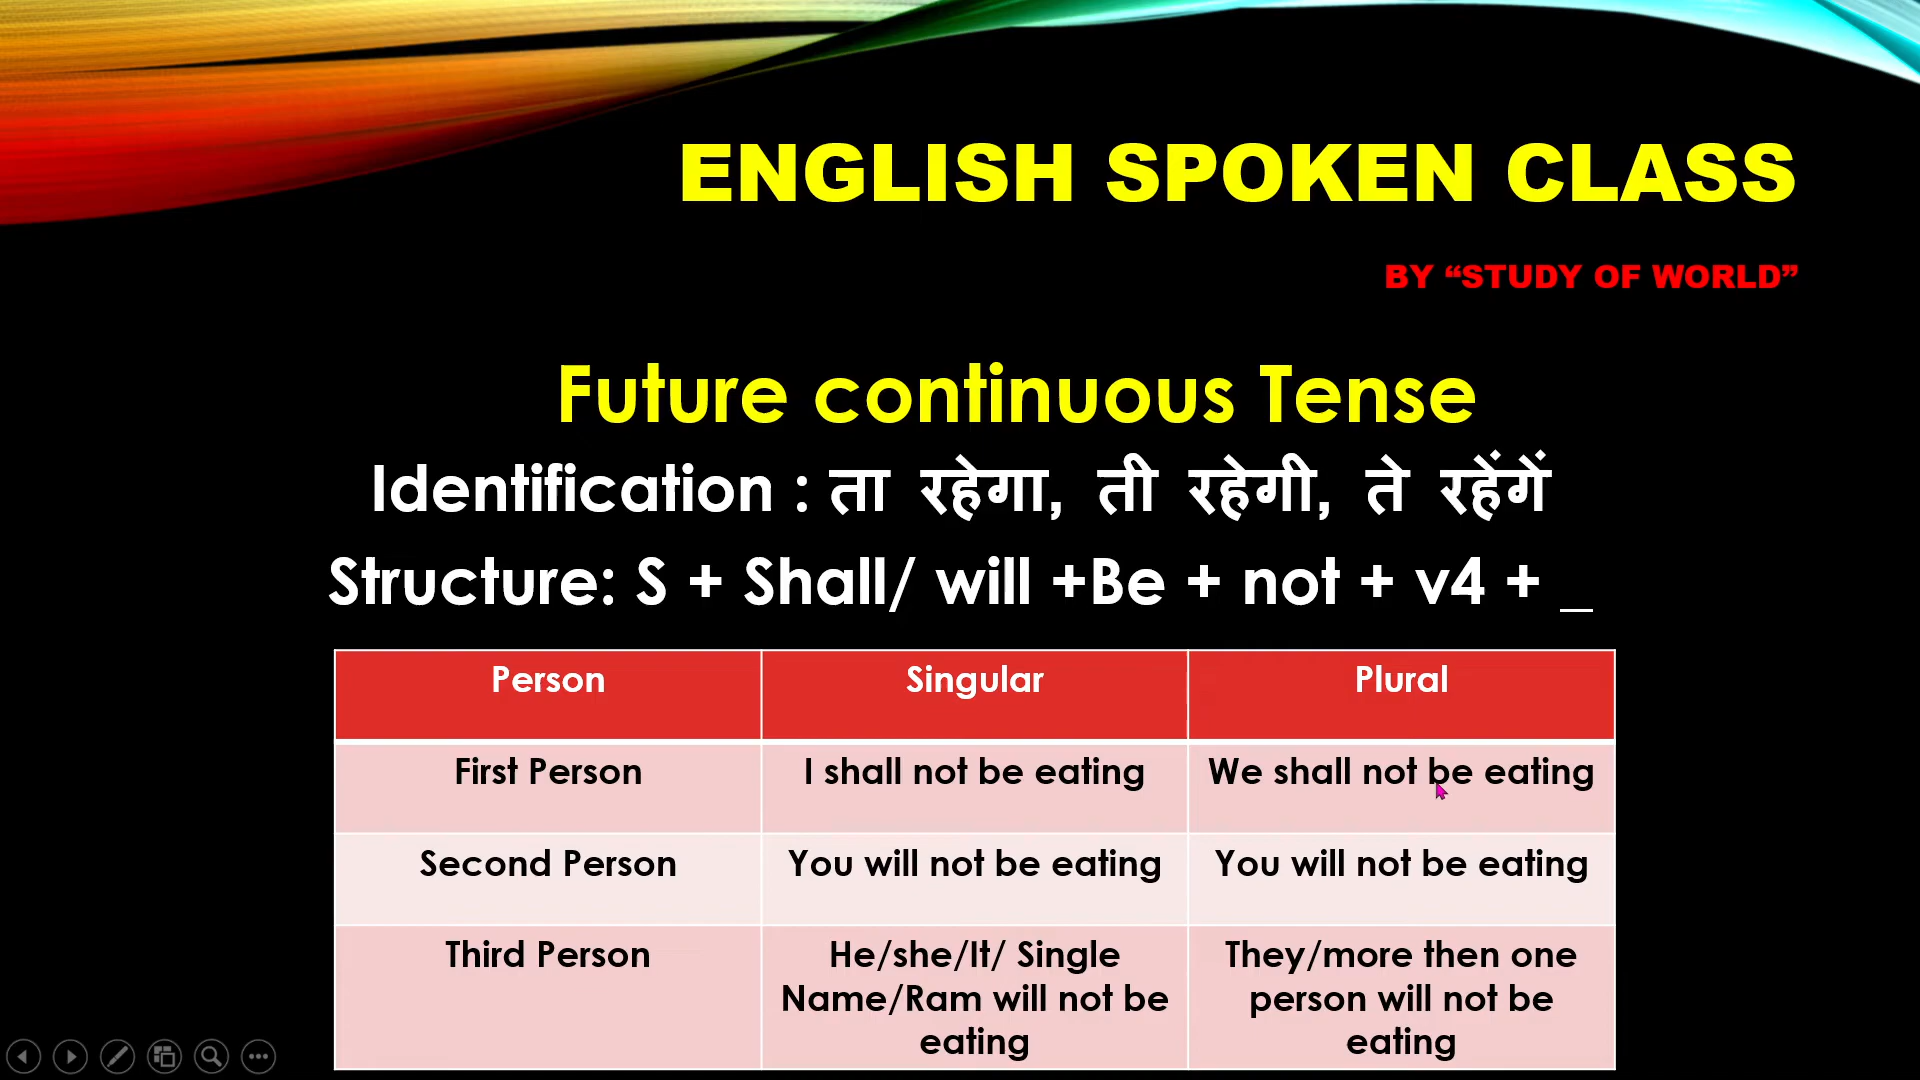 ENGLISH SPOKEN CLASS
BY “STUDY OF WORLD”
Future continuous Tense
Identification : ता रहेगा, ती रहेगी, ते रहेंगें
Structure: S + Shall/ will +Be + not + v4 + _
Person Singular Plural
First Person I shall not be eating We shall not be eating
Second Person You will not be eating You will not be eating
Third Person He/she/It/ Single They/more then one
Name/Ram will not be person will not be
eating eating